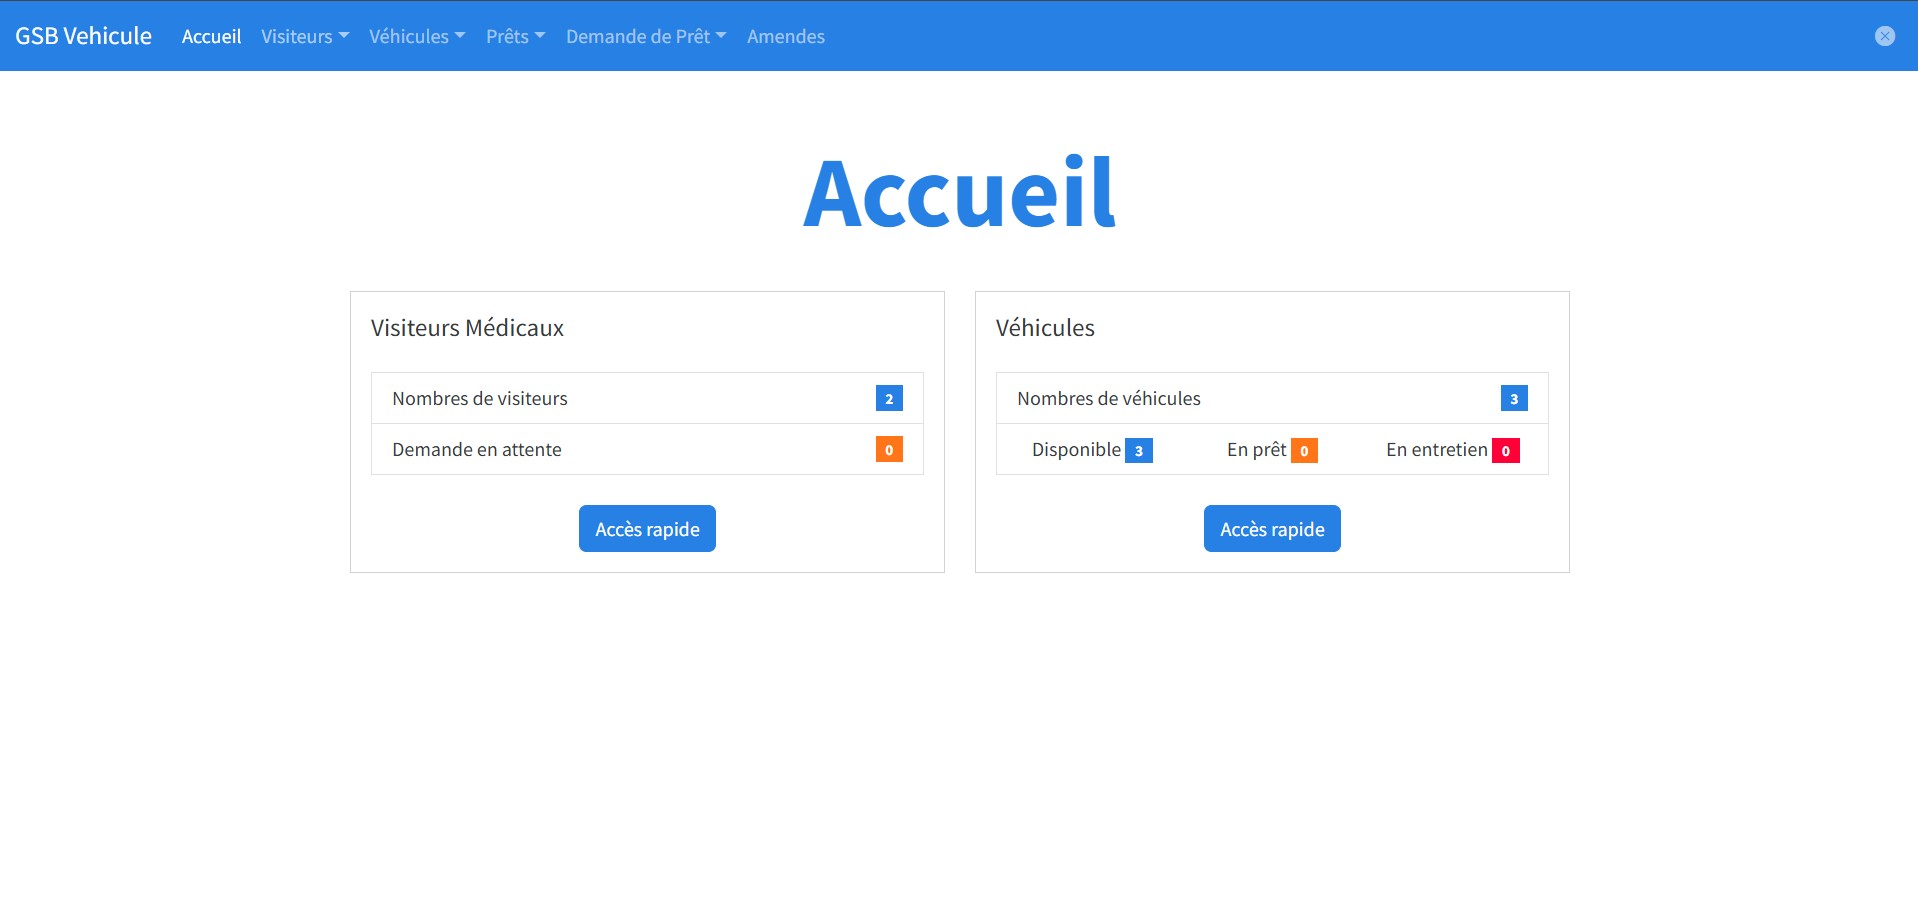 GSB Vehicule Accueil Visiteurs Véhicules Prêts Demande de Prêt Amendes
Accueil
Visiteurs Médicaux
Nombres de visiteurs 2
Demande en attente 0
Accès rapide
Véhicules
Nombres de véhicules 3
Disponible 3 En prêt 0 En entretien 0
Accès rapide